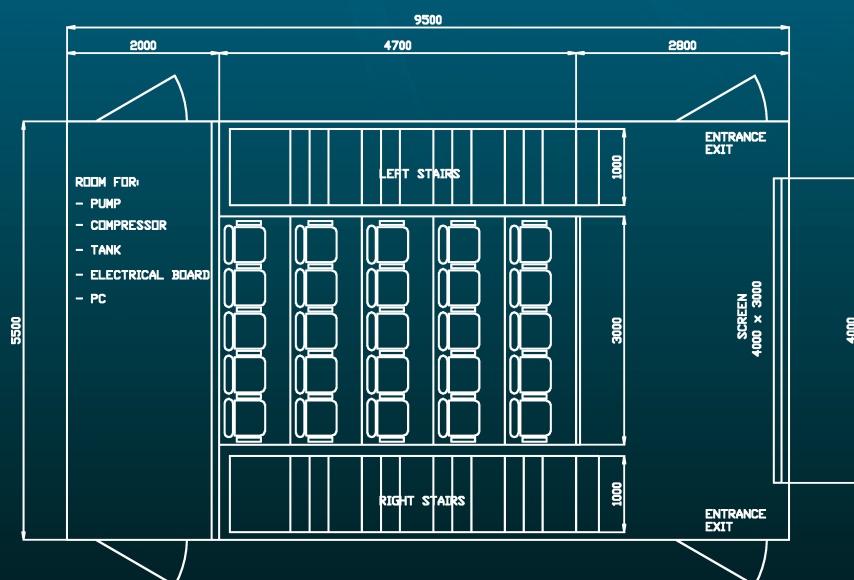 9500
2000
4700
2800
ENTRANCE
EXIT
LEFT STAIRS
1000
ROOM FOR:
- PUMP
- COMPRESSOR
- TANK
- ELECTRICAL BOARD
- PC
5500
3000
SCREEN
4000 × 3000
4000
RIGHT STAIRS
1000
ENTRANCE
EXIT